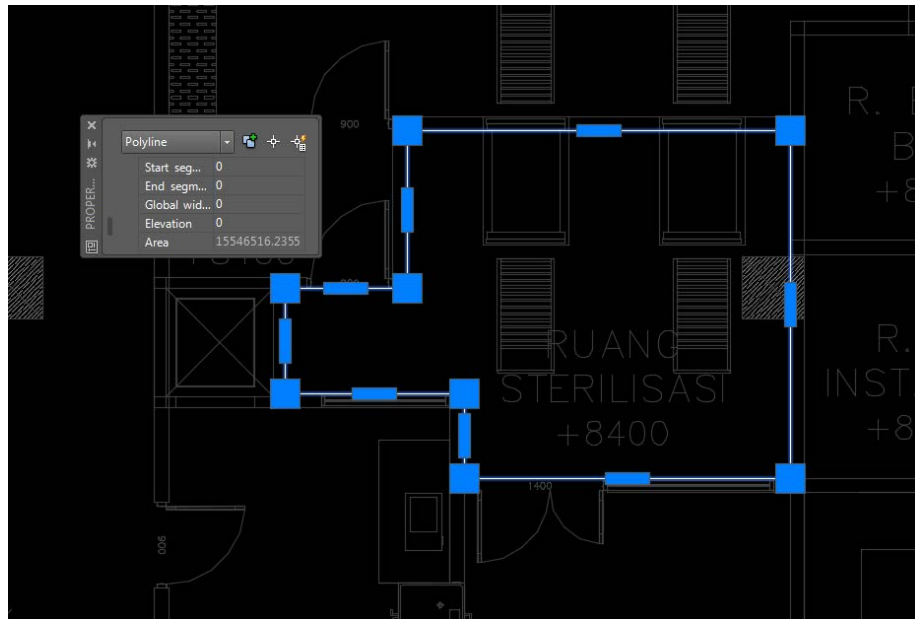 900
R.
B
+8
Polyline
Start seg... 0
End segm... 0
Global wid... 0
Elevation 0
Area 15546516.2355
PROPER...
RUANG
STERILISASI
+8400
R.
INST
+8
1400
900